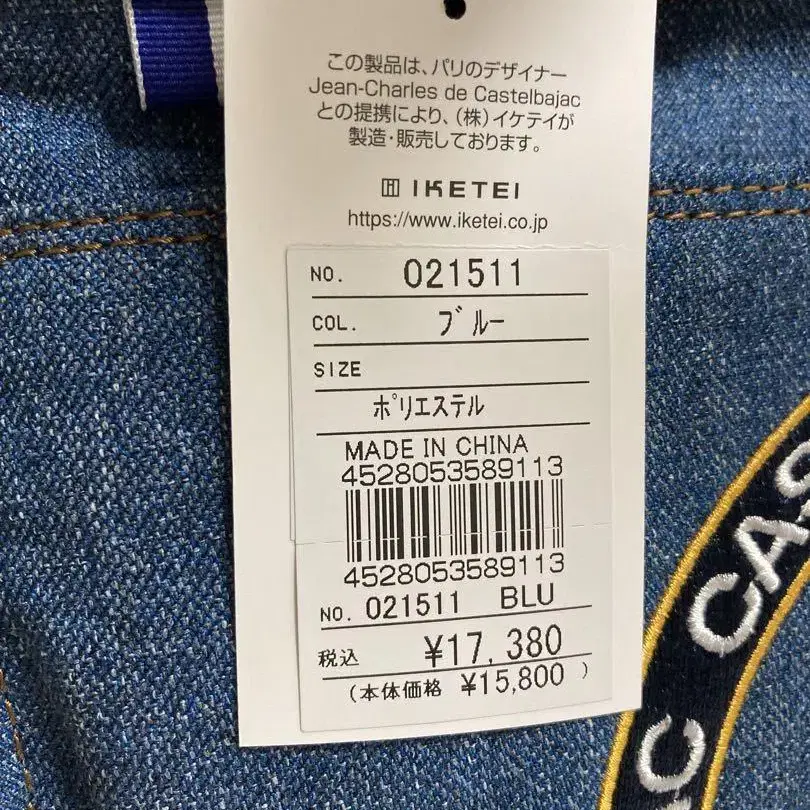 この製品は、パリのデザイナー
Jean-Charles de Castelbajac
との提携により、(株)イケテイが
製造・販売しております。
IKETEI
https://www.iketei.co.jp
NO. 021511
COL. ブルー
SIZE
ポリエステル
MADE IN CHINA
4528053589113
4528053589113
NO. 021511 BLU
税込 ¥17,380
(本体価格 ¥15,800 )
CAS
AC